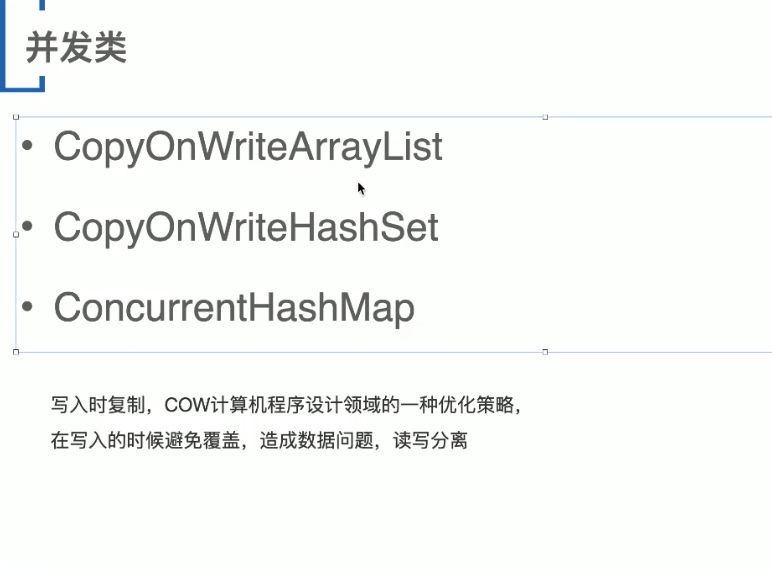 并发类
• CopyOnWriteArrayList
• CopyOnWriteHashSet
• ConcurrentHashMap
写入时复制，COW计算机程序设计领域的一种优化策略，
在写入的时候避免覆盖，造成数据问题，读写分离